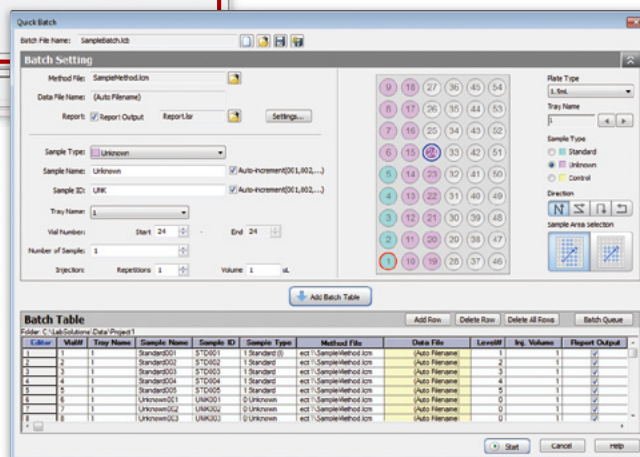 Quick Batch
Batch File Name: SampleBatch.lcb
Batch Setting
Method File: SampleMethod.lcm
Data File Name: (Auto Filename)
Report: Report Output Report.lsr Settings...
Sample Type: Unknown
Sample Name: Unknown Auto-increment(001,002,...)
Sample ID: UNK Auto-increment(001,002,...)
Tray Name: 1
Vial Number: Start 24 - End 24
Number of Sample: 1
Injection: Repetitions 1 Volume 1 uL
9 18 27 36 45 54
8 17 26 35 44 53
7 16 25 34 43 52
6 15 33 42 51
5 14 23 32 41 50
4 13 22 31 40 49
3 12 21 30 39 48
2 11 20 29 38 47
1 10 19 28 37 46
Plate Type
1.5mL
Tray Name
1
Sample Type
Standard
Unknown
Control
Direction
Sample Area Selection
Add Batch Table
Batch Table Add Row Delete Row Delete All Rows Batch Queue
Folder: C:\LabSolutions\Data\Project1
Editor Vial# Tray Name Sample Name Sample ID Sample Type Method File Data File Level# Inj. Volume Report Output
1 1 1 Standard001 STD001 1 Standard (I) ect1\SampleMethod.lcm (Auto Filename) 1 1
2 2 1 Standard002 STD002 1 Standard ect1\SampleMethod.lcm (Auto Filename) 2 1
3 3 1 Standard003 STD003 1 Standard ect1\SampleMethod.lcm (Auto Filename) 3 1
4 4 1 Standard004 STD004 1 Standard ect1\SampleMethod.lcm (Auto Filename) 4 1
5 5 1 Standard005 STD005 1 Standard ect1\SampleMethod.lcm (Auto Filename) 5 1
6 6 1 Unknown001 UNK001 0 Unknown ect1\SampleMethod.lcm (Auto Filename) 0 1
7 7 1 Unknown002 UNK002 0 Unknown ect1\SampleMethod.lcm (Auto Filename) 0 1
8 8 1 Unknown003 UNK003 0 Unknown ect1\SampleMethod.lcm (Auto Filename) 0 1
Start Cancel Help